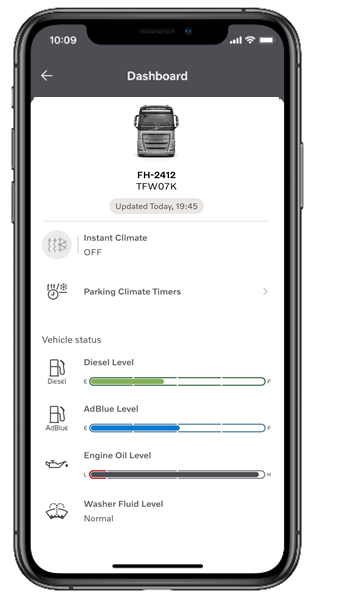 10:09
Dashboard
FH-2412
TFW07K
Updated Today, 19:45
Instant Climate
OFF
Parking Climate Timers
Vehicle status
Diesel Level
Diesel
E F
AdBlue Level
AdBlue
E F
Engine Oil Level
L H
Washer Fluid Level
Normal